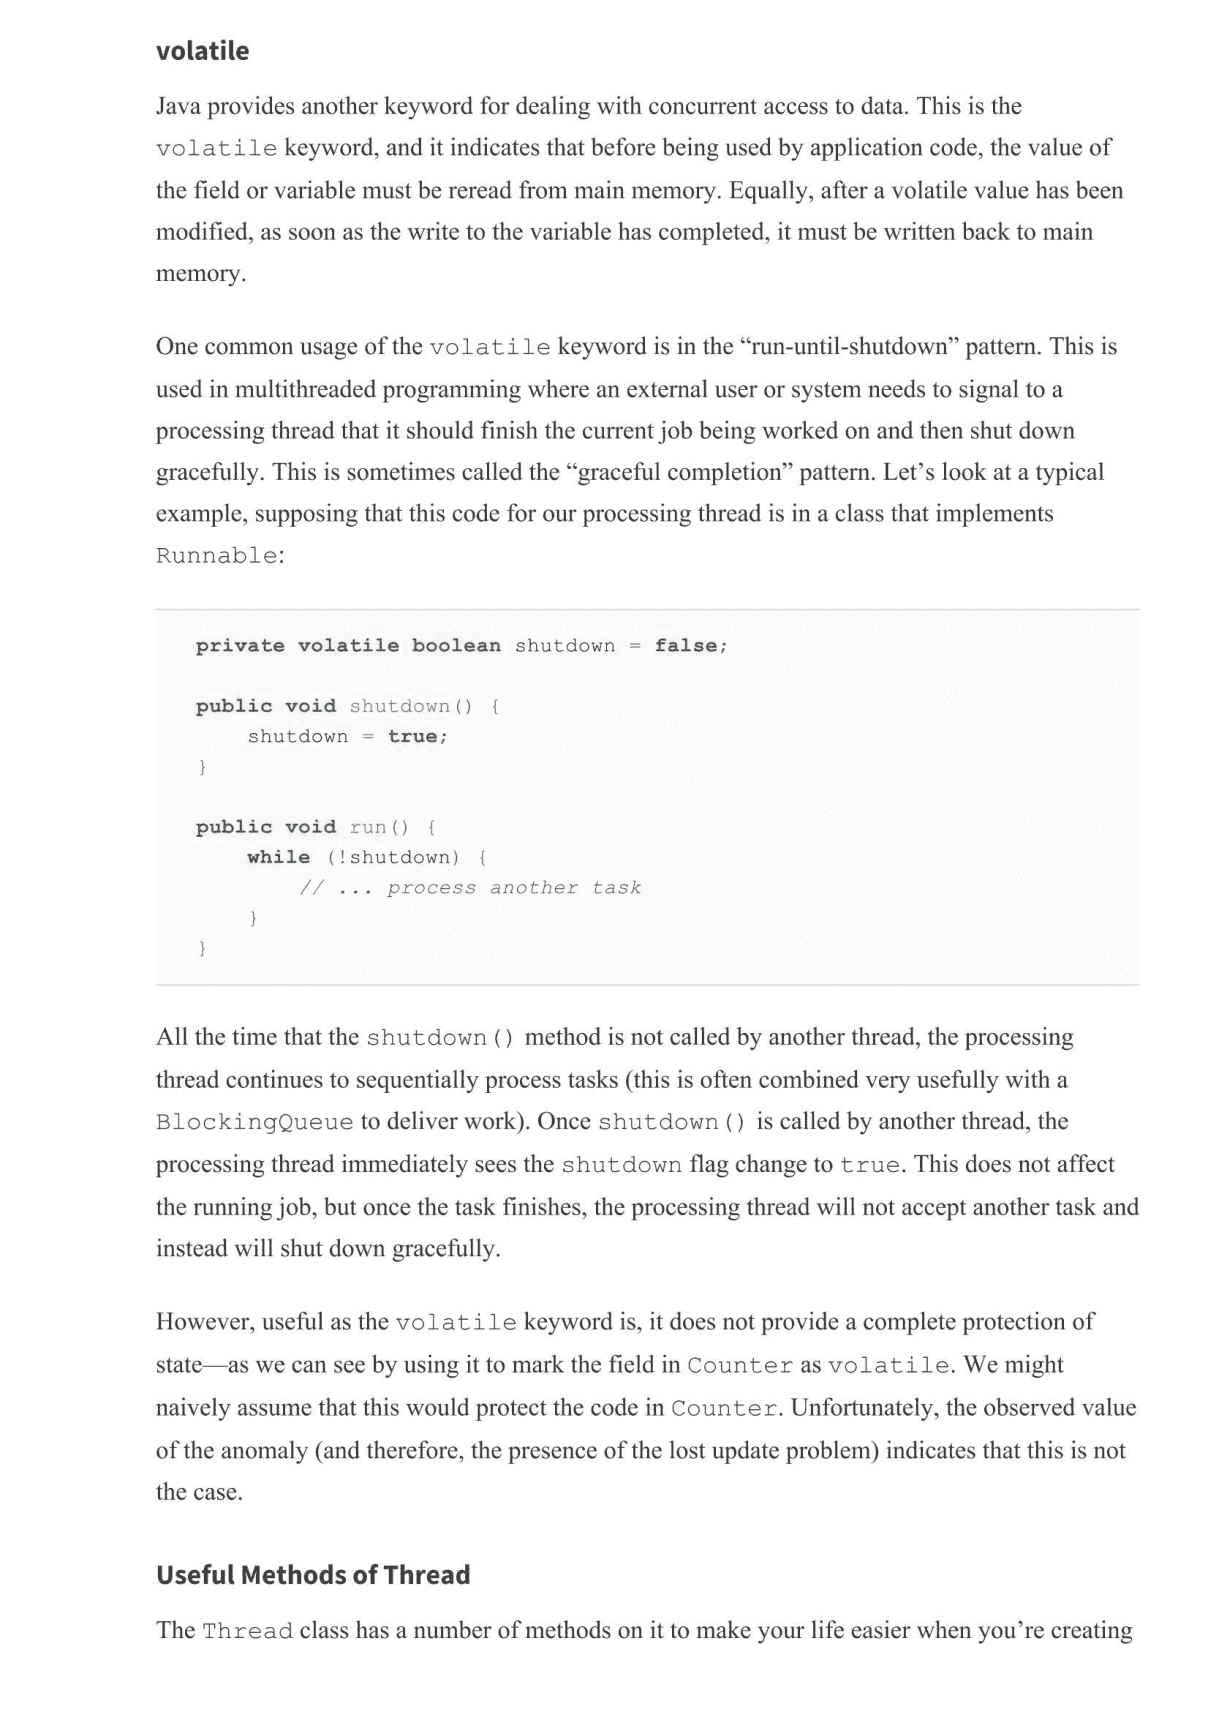 volatile
Java provides another keyword for dealing with concurrent access to data. This is the
volatile keyword, and it indicates that before being used by application code, the value of
the field or variable must be reread from main memory. Equally, after a volatile value has been
modified, as soon as the write to the variable has completed, it must be written back to main
memory.
One common usage of the volatile keyword is in the “run-until-shutdown” pattern. This is
used in multithreaded programming where an external user or system needs to signal to a
processing thread that it should finish the current job being worked on and then shut down
gracefully. This is sometimes called the “graceful completion” pattern. Let’s look at a typical
example, supposing that this code for our processing thread is in a class that implements
Runnable:
private volatile boolean shutdown = false;
public void shutdown() {
    shutdown = true;
}
public void run() {
    while (!shutdown) {
        // ... process another task
    }
}
All the time that the shutdown() method is not called by another thread, the processing
thread continues to sequentially process tasks (this is often combined very usefully with a
BlockingQueue to deliver work). Once shutdown() is called by another thread, the
processing thread immediately sees the shutdown flag change to true. This does not affect
the running job, but once the task finishes, the processing thread will not accept another task and
instead will shut down gracefully.
However, useful as the volatile keyword is, it does not provide a complete protection of
state—as we can see by using it to mark the field in Counter as volatile. We might
naively assume that this would protect the code in Counter. Unfortunately, the observed value
of the anomaly (and therefore, the presence of the lost update problem) indicates that this is not
the case.
Useful Methods of Thread
The Thread class has a number of methods on it to make your life easier when you’re creating